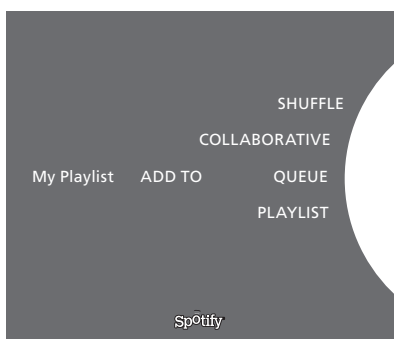 SHUFFLE
COLLABORATIVE
My Playlist ADD TO QUEUE
PLAYLIST
Spotify